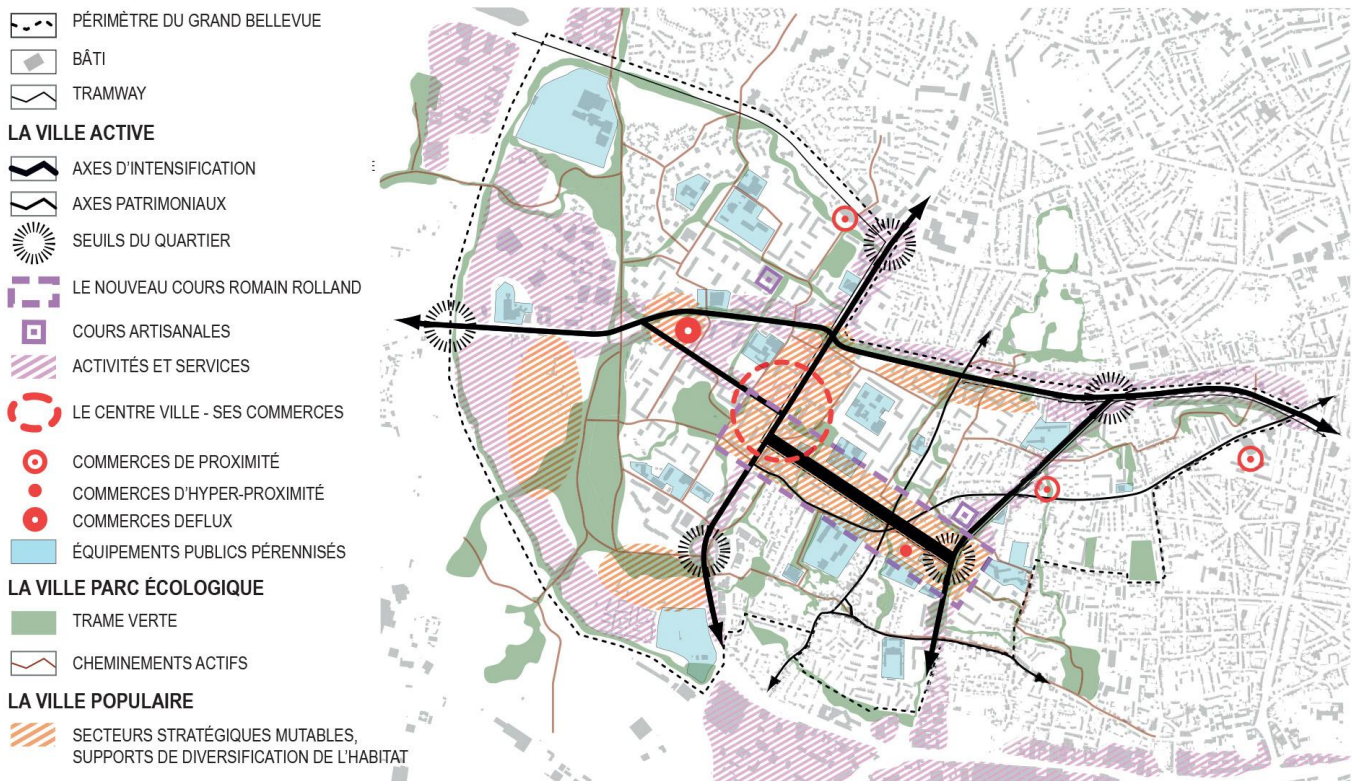 PÉRIMÈTRE DU GRAND BELLEVUE
BÂTI
TRAMWAY
LA VILLE ACTIVE
AXES D'INTENSIFICATION
AXES PATRIMONIAUX
SEUILS DU QUARTIER
LE NOUVEAU COURS ROMAIN ROLLAND
COURS ARTISANALES
ACTIVITÉS ET SERVICES
LE CENTRE VILLE - SES COMMERCES
COMMERCES DE PROXIMITÉ
COMMERCES D'HYPER-PROXIMITÉ
COMMERCES DEFLUX
ÉQUIPEMENTS PUBLICS PÉRENNISÉS
LA VILLE PARC ÉCOLOGIQUE
TRAME VERTE
CHEMINEMENTS ACTIFS
LA VILLE POPULAIRE
SECTEURS STRATÉGIQUES MUTABLES,
SUPPORTS DE DIVERSIFICATION DE L'HABITAT